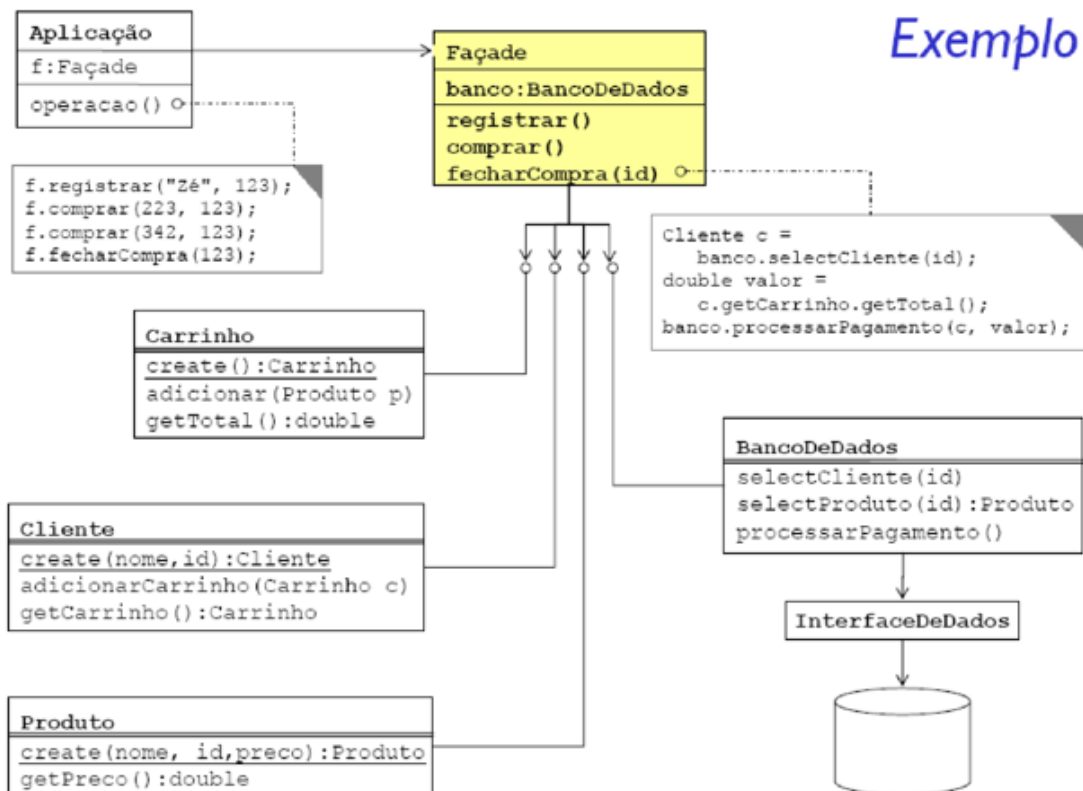 Exemplo
Aplicação
f:Façade
operacao()
f.registrar("Zé", 123);
f.comprar(223, 123);
f.comprar(342, 123);
f.fecharCompra(123);
Façade
banco:BancoDeDados
registrar()
comprar()
fecharCompra(id)
Cliente c =
banco.selectCliente(id);
double valor =
c.getCarrinho.getTotal();
banco.processarPagamento(c, valor);
Carrinho
create():Carrinho
adicionar(Produto p)
getTotal():double
Cliente
create(nome,id):Cliente
adicionarCarrinho(Carrinho c)
getCarrinho():Carrinho
Produto
create(nome, id,preco):Produto
getPreco():double
BancoDeDados
selectCliente(id)
selectProduto(id):Produto
processarPagamento()
InterfaceDeDados